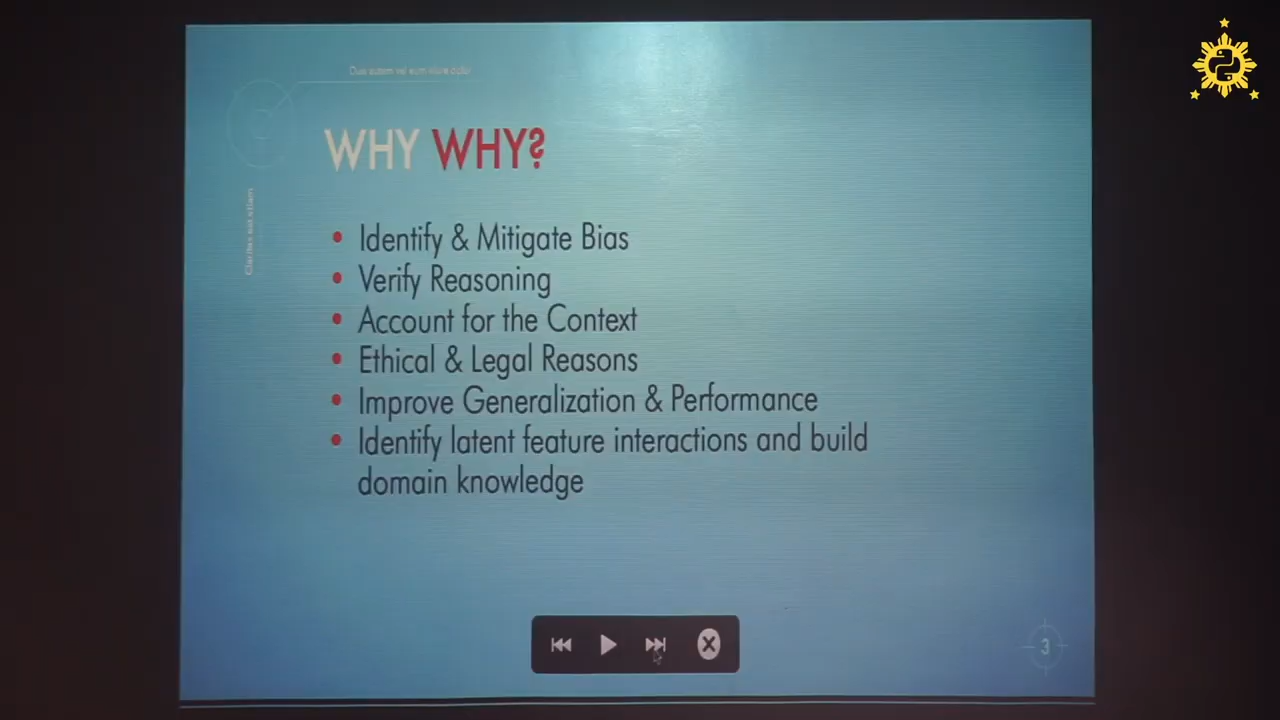 WHY WHY?
• Identify & Mitigate Bias
• Verify Reasoning
• Account for the Context
• Ethical & Legal Reasons
• Improve Generalization & Performance
• Identify latent feature interactions and build
domain knowledge
3